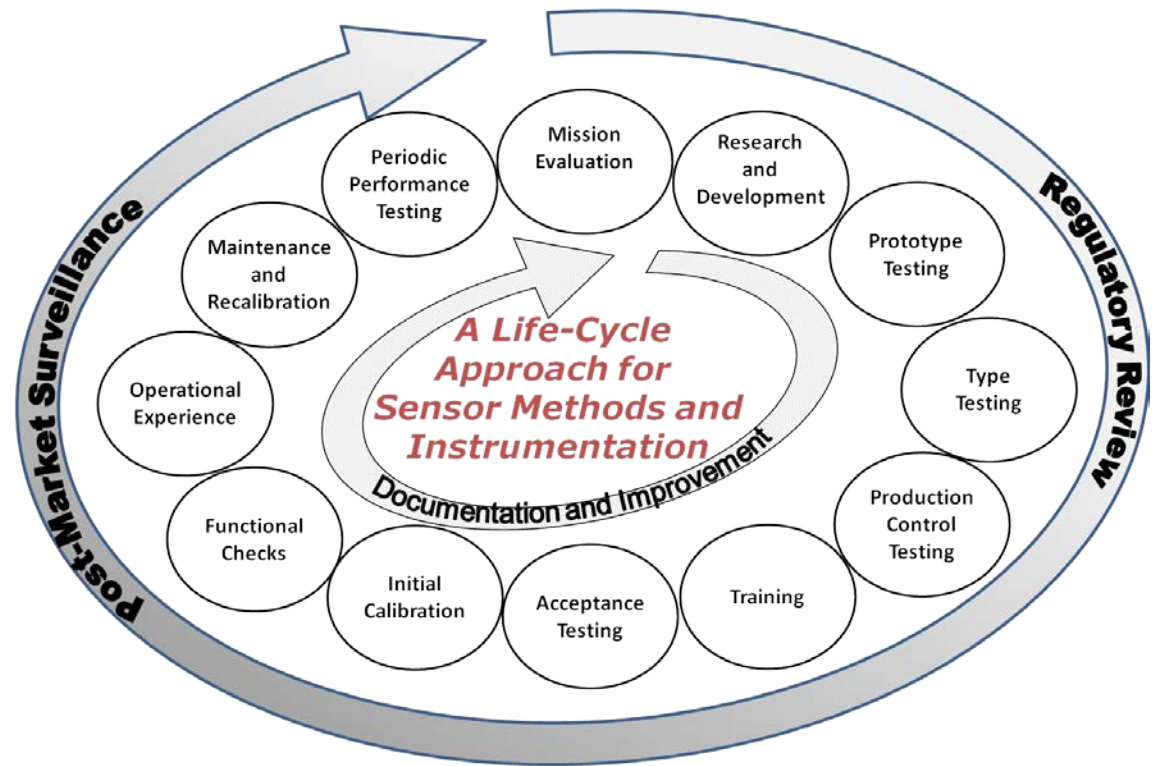 Mission
Evaluation
Research
and
Development
Prototype
Testing
Type
Testing
Production
Control
Testing
Training
Acceptance
Testing
Initial
Calibration
Functional
Checks
Operational
Experience
Maintenance
and
Recalibration
Periodic
Performance
Testing
Regulatory Review
Post-Market Surveillance
A Life-Cycle
Approach for
Sensor Methods and
Instrumentation
Documentation and Improvement